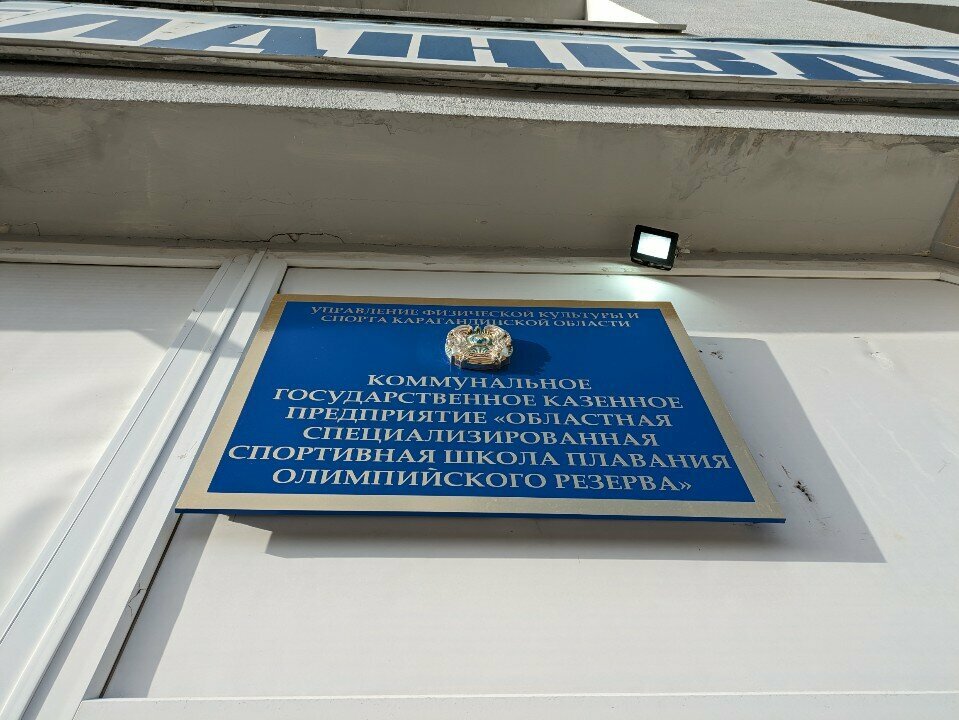 УПРАВЛЕНИЕ ФИЗИЧЕСКОЙ КУЛЬТУРЫ И
СПОРТА КАРАГАНДИНСКОЙ ОБЛАСТИ
КОММУНАЛЬНОЕ
ГОСУДАРСТВЕННОЕ КАЗЕННОЕ
ПРЕДПРИЯТИЕ «ОБЛАСТНАЯ
СПЕЦИАЛИЗИРОВАННАЯ
СПОРТИВНАЯ ШКОЛА ПЛАВАНИЯ
ОЛИМПИЙСКОГО РЕЗЕРВА»